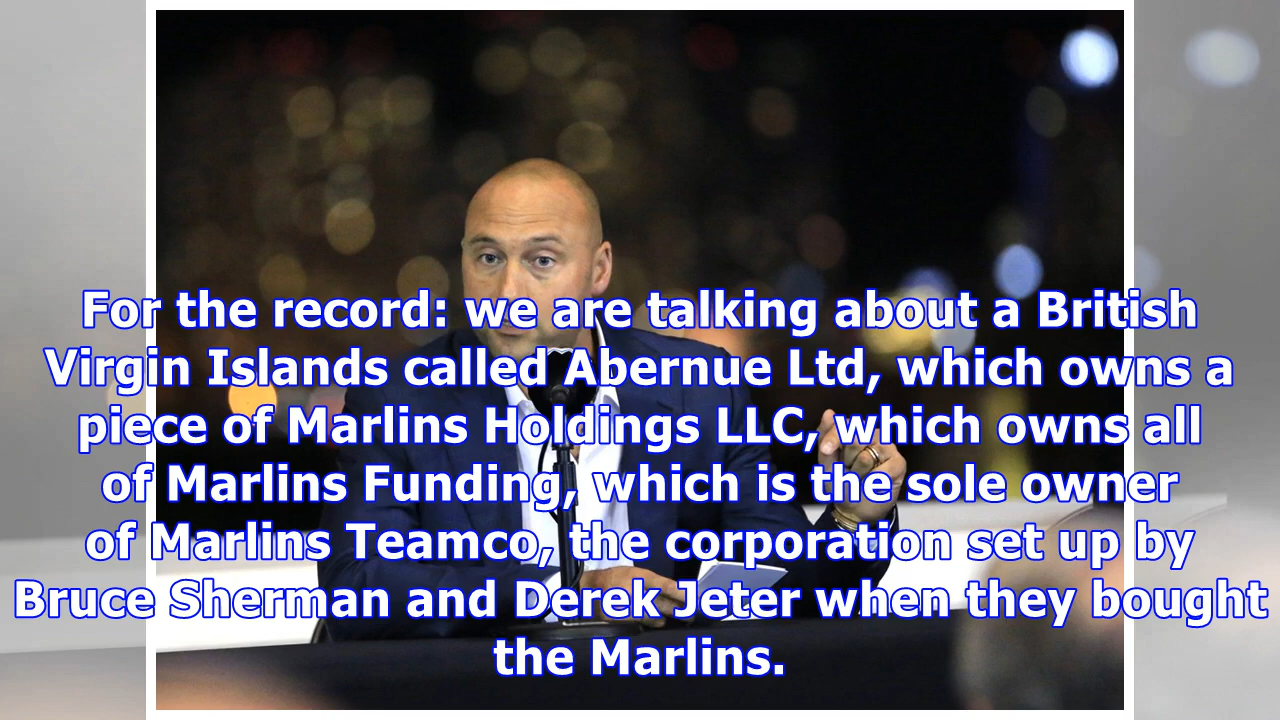 For the record: we are talking about a British
Virgin Islands called Abernue Ltd, which owns a
piece of Marlins Holdings LLC, which owns all
of Marlins Funding, which is the sole owner
of Marlins Teamco, the corporation set up by
Bruce Sherman and Derek Jeter when they bought
the Marlins.